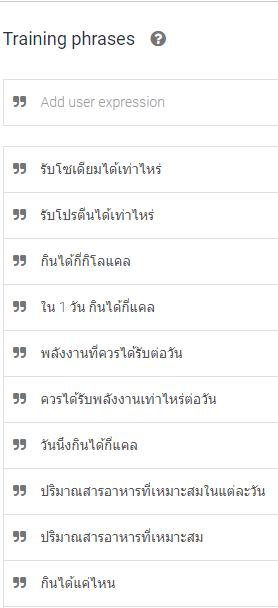 Training phrases
Add user expression
รับโซเดียมได้เท่าไหร่
รับโปรตีนได้เท่าไหร่
กินได้กี่กิโลแคล
ใน 1 วัน กินได้กี่แคล
พลังงานที่ควรได้รับต่อวัน
ควรได้รับพลังงานเท่าไหร่ต่อวัน
วันนึ่งกินได้กี่แคล
ปริมาณสารอาหารที่เหมาะสมในแต่ละวัน
ปริมาณสารอาหารที่เหมาะสม
กินได้แค่ไหน